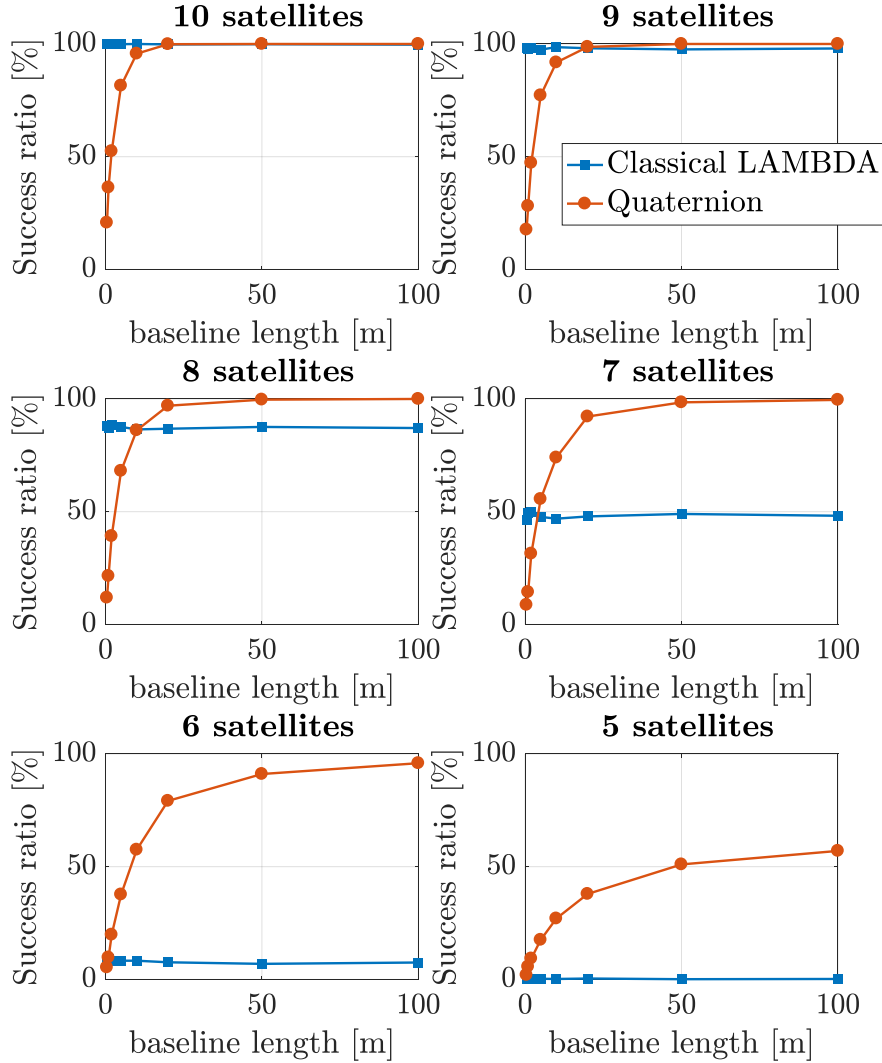 10 satellites
Success ratio [%]
100
50
0
0 50 100
baseline length [m]
9 satellites
Success ratio [%]
100
50
0
Classical LAMBDA
Quaternion
0 50 100
baseline length [m]
8 satellites
Success ratio [%]
100
50
0
0 50 100
baseline length [m]
7 satellites
Success ratio [%]
100
50
0
0 50 100
baseline length [m]
6 satellites
Success ratio [%]
100
50
0
0 50 100
baseline length [m]
5 satellites
Success ratio [%]
100
50
0
0 50 100
baseline length [m]